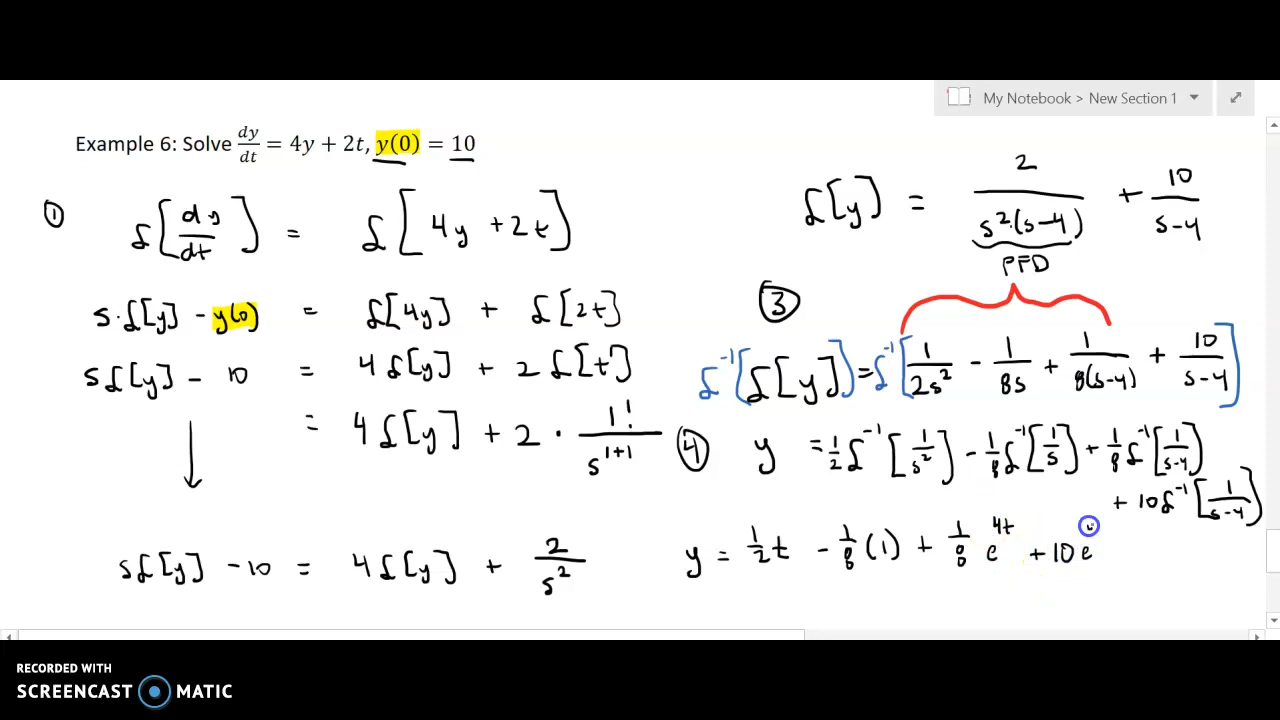 My Notebook > New Section 1
Example 6: Solve dy/dt = 4y + 2t, y(0) = 10
① ℒ[dy/dt] = ℒ[4y + 2t]
s·ℒ[y] - y(0) = ℒ[4y] + ℒ[2t]
sℒ[y] - 10 = 4ℒ[y] + 2ℒ[t']
= 4ℒ[y] + 2 · 1!/s^(1+1)
sℒ[y] - 10 = 4ℒ[y] + 2/s²
ℒ[y] = 2/(s²·(s-4)) + 10/(s-4)
PFD
③
ℒ⁻¹[ℒ[y]] = ℒ⁻¹[1/(2s²) - 1/(8s) + 1/(8(s-4)) + 10/(s-4)]
④ y = 1/2 ℒ⁻¹[1/s²] - 1/8 ℒ⁻¹[1/s] + 1/8 ℒ⁻¹[1/(s-4)]
+ 10ℒ⁻¹[1/(s-4)]
y = 1/2 t - 1/8 (1) + 1/8 e^(4t) + 10e
RECORDED WITH
SCREENCAST MATIC